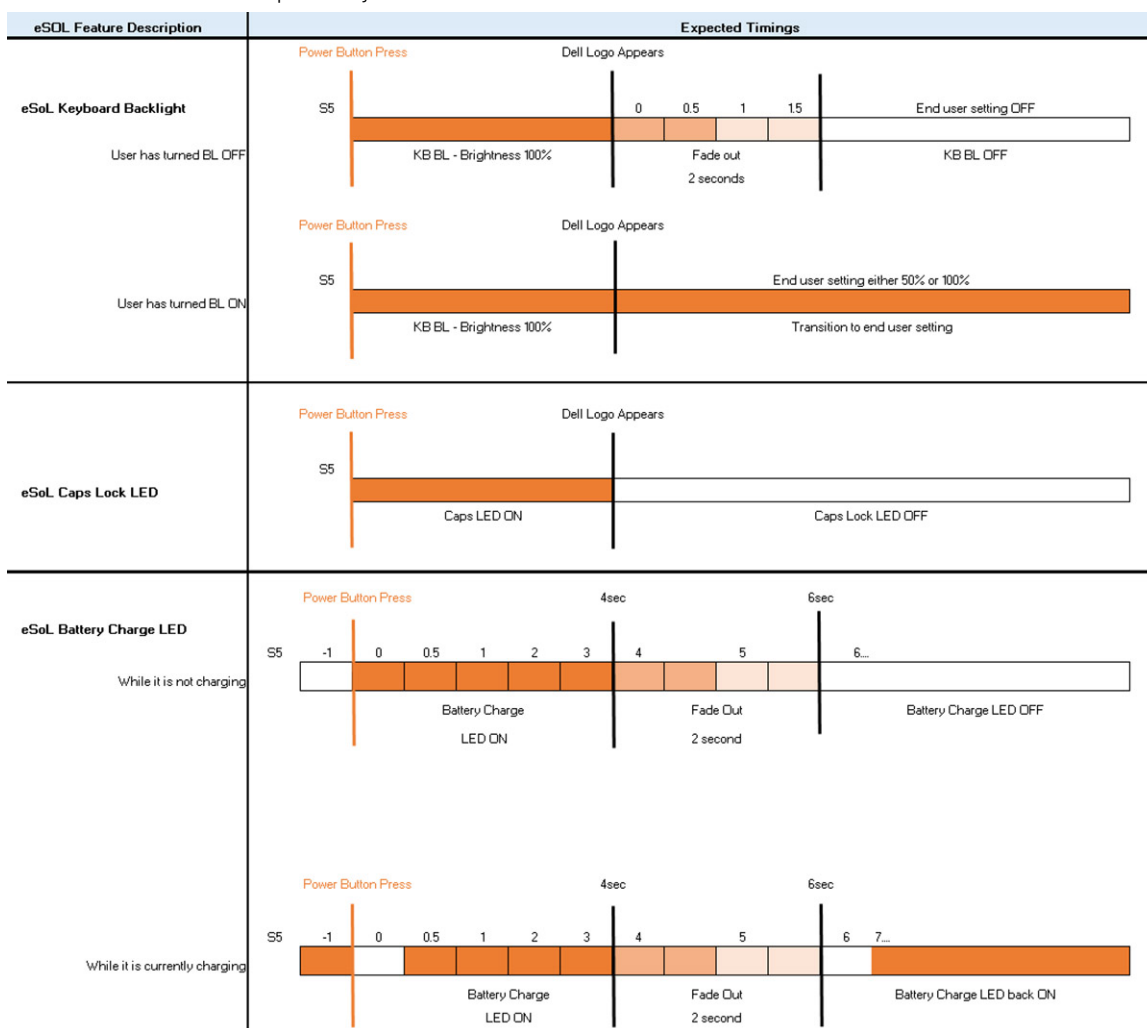 eSOL Feature Description
Expected Timings
Power Button Press
Dell Logo Appears
eSoL Keyboard Backlight
S5
0 0.5 1 1.5
End user setting OFF
User has turned BL OFF
KB BL - Brightness 100%
Fade out
KB BL OFF
2 seconds
Power Button Press
Dell Logo Appears
S5
End user setting either 50% or 100%
User has turned BL ON
KB BL - Brightness 100%
Transition to end user setting
Power Button Press
Dell Logo Appears
S5
eSoL Caps Lock LED
Caps LED ON
Caps Lock LED OFF
Power Button Press
4sec
6sec
eSoL Battery Charge LED
S5 -1 0 0.5 1 2 3 4 5 6...
While it is not charging
Battery Charge
Fade Out
Battery Charge LED OFF
LED ON
2 second
Power Button Press
4sec
6sec
S5 -1 0 0.5 1 2 3 4 5 6 7...
While it is currently charging
Battery Charge
Fade Out
Battery Charge LED back ON
LED ON
2 second